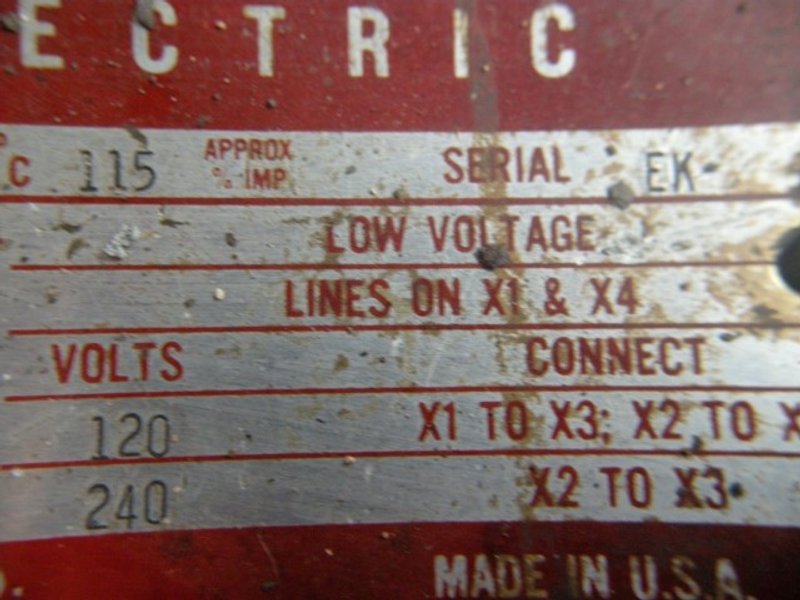 ECTRIC
°C 115 APPROX % IMP SERIAL EK
LOW VOLTAGE
LINES ON X1 & X4
VOLTS CONNECT
120 X1 TO X3; X2 TO X
240 X2 TO X3
MADE IN U.S.A.